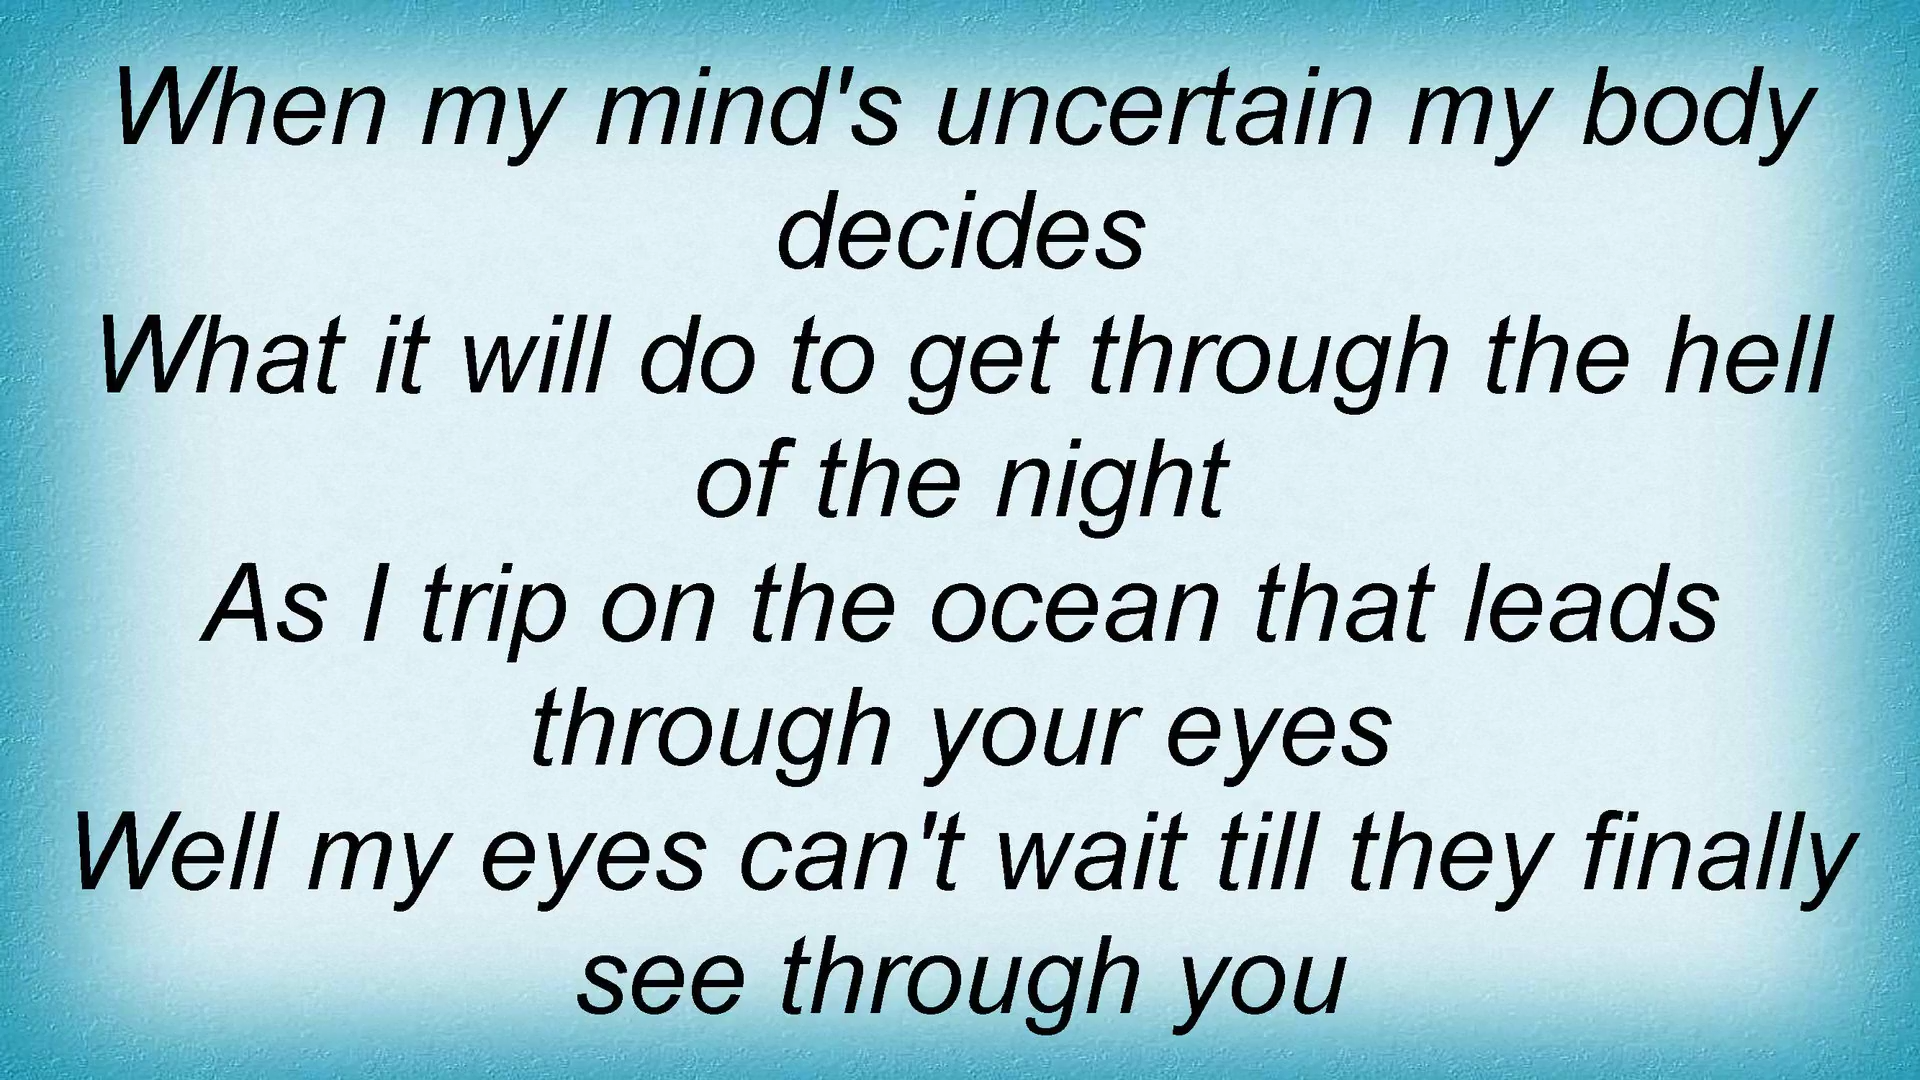 When my mind's uncertain my body
decides
What it will do to get through the hell
of the night
As I trip on the ocean that leads
through your eyes
Well my eyes can't wait till they finally
see through you